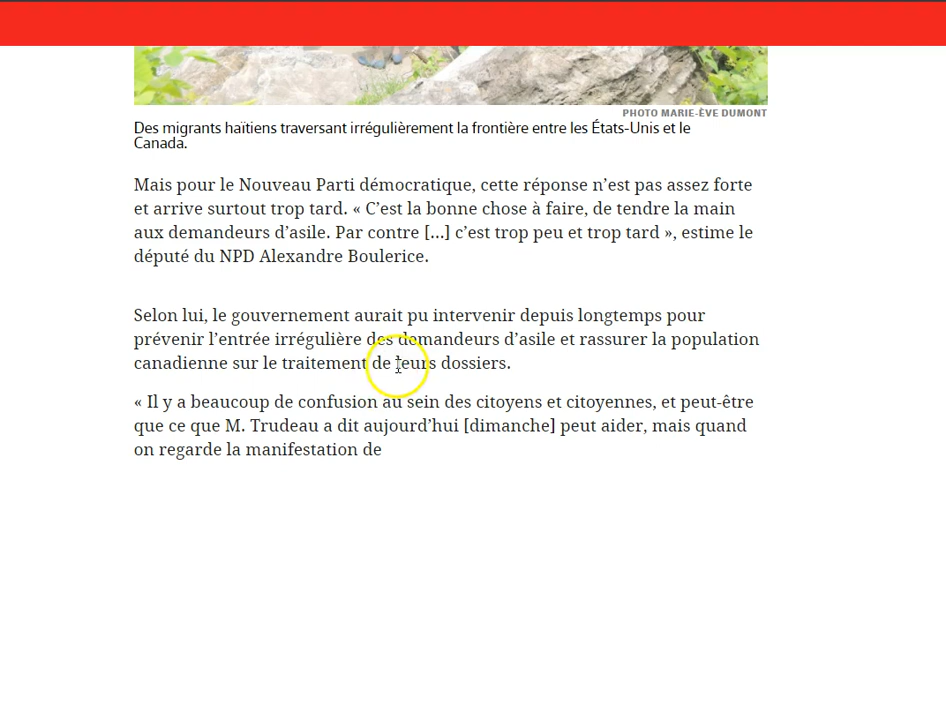 PHOTO MARIE-ÈVE DUMONT
Des migrants haïtiens traversant irrégulièrement la frontière entre les États-Unis et le
Canada.
Mais pour le Nouveau Parti démocratique, cette réponse n’est pas assez forte
et arrive surtout trop tard. « C’est la bonne chose à faire, de tendre la main
aux demandeurs d’asile. Par contre [...] c’est trop peu et trop tard », estime le
député du NPD Alexandre Boulerice.
Selon lui, le gouvernement aurait pu intervenir depuis longtemps pour
prévenir l’entrée irrégulière des demandeurs d’asile et rassurer la population
canadienne sur le traitement de leurs dossiers.
« Il y a beaucoup de confusion au sein des citoyens et citoyennes, et peut-être
que ce que M. Trudeau a dit aujourd’hui [dimanche] peut aider, mais quand
on regarde la manifestation de